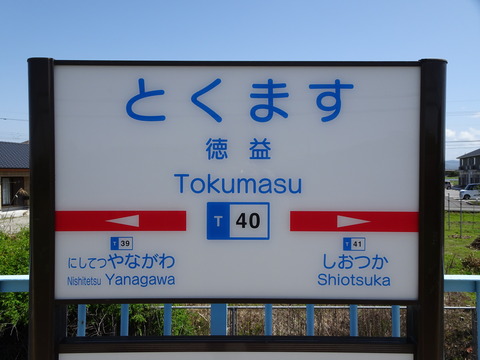 とくます
徳益
Tokumasu
T 40
T 39
にしてつやながわ
Nishitetsu Yanagawa
T 41
しおつか
Shiotsuka